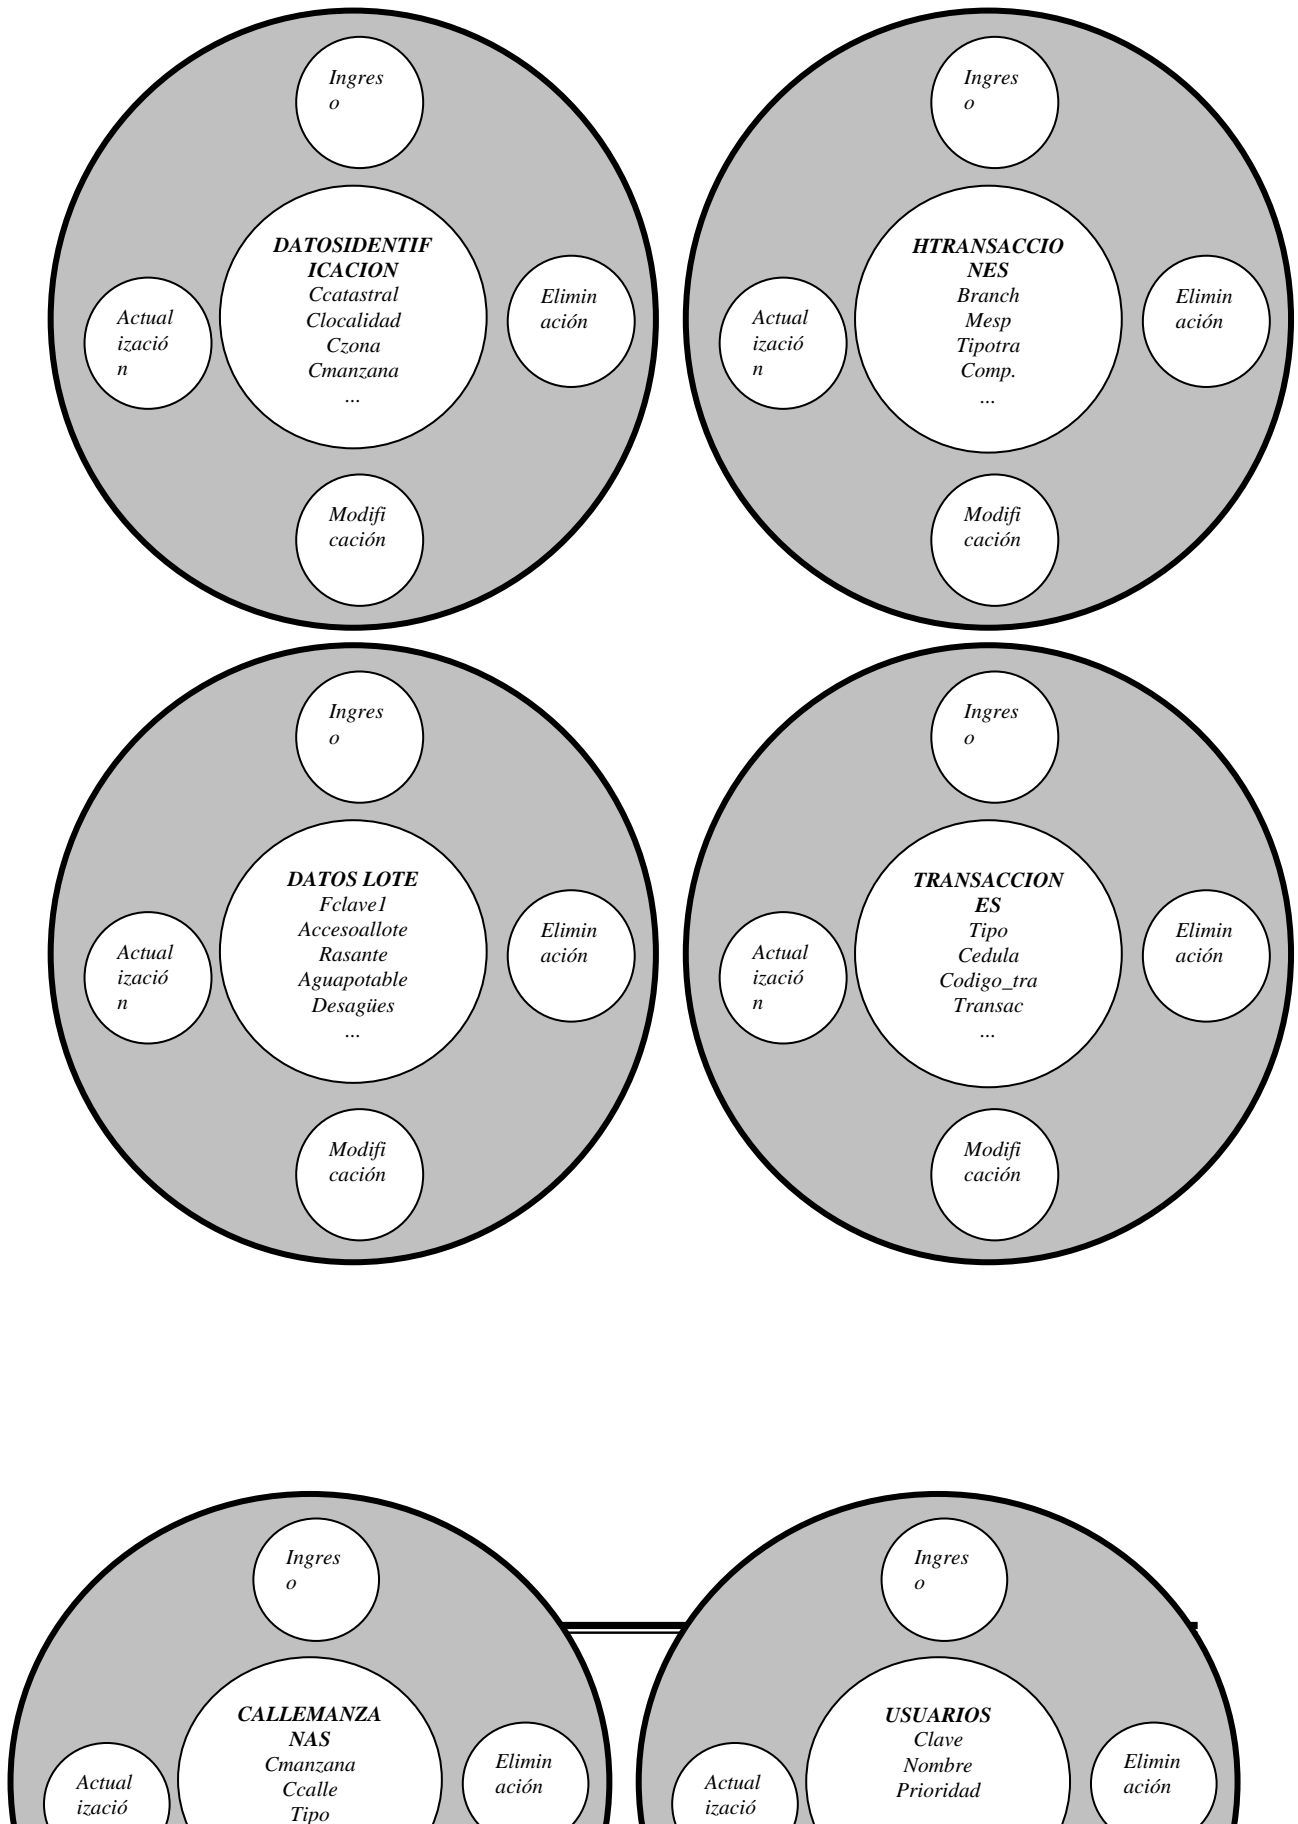 Ingres
o
DATOSIDENTIF
ICACION
Ccatastral
Clocalidad
Czona
Cmanzana
...
Actual
izació
n
Elimin
ación
Modifi
cación
Ingres
o
HTRANSACCIO
NES
Branch
Mesp
Tipotra
Comp.
...
Actual
izació
n
Elimin
ación
Modifi
cación
Ingres
o
DATOS LOTE
Fclave1
Accesoallote
Rasante
Aguapotable
Desagües
...
Actual
izació
n
Elimin
ación
Modifi
cación
Ingres
o
TRANSACCION
ES
Tipo
Cedula
Codigo_tra
Transac
...
Actual
izació
n
Elimin
ación
Modifi
cación
Ingres
o
CALLEMANZA
NAS
Cmanzana
Ccalle
Tipo
Actual
izació
Elimin
ación
Ingres
o
USUARIOS
Clave
Nombre
Prioridad
Actual
izació
Elimin
ación